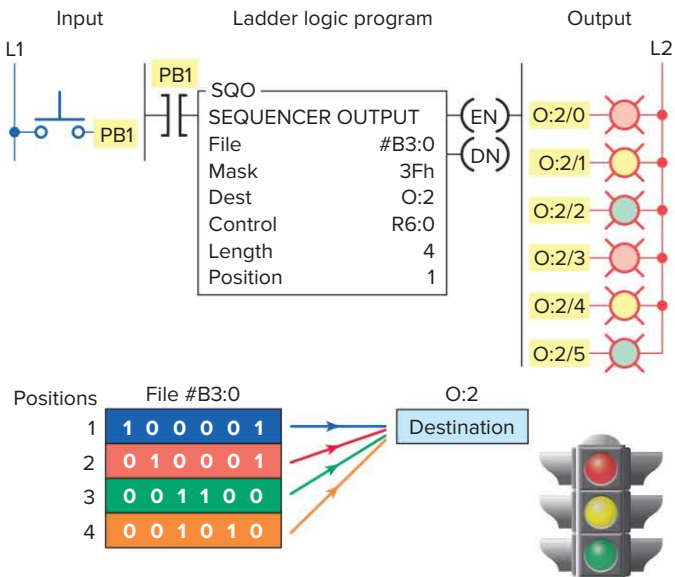 Input
Ladder logic program
Output
L1
L2
PB1
PB1
SQO
SEQUENCER OUTPUT
File #B3:0
Mask 3Fh
Dest O:2
Control R6:0
Length 4
Position 1
EN
DN
O:2/0
O:2/1
O:2/2
O:2/3
O:2/4
O:2/5
Positions File #B3:0
1 1 0 0 0 0 1
2 0 1 0 0 0 1
3 0 0 1 1 0 0
4 0 0 1 0 1 0
O:2
Destination